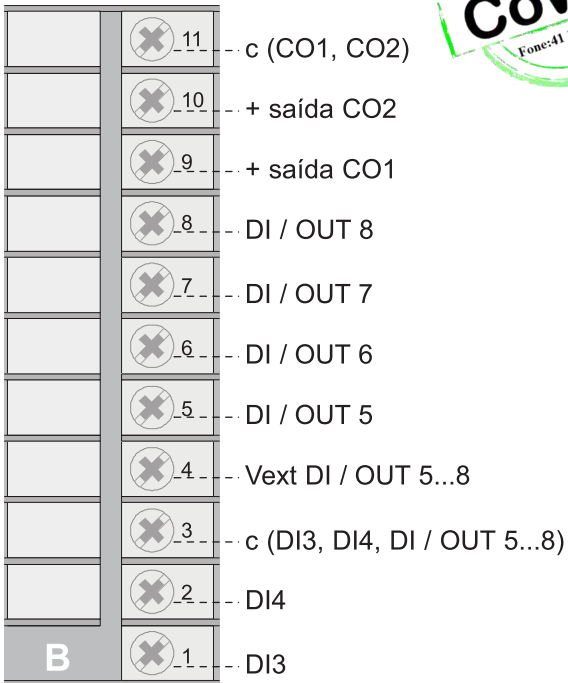 11 c (CO1, CO2)
10 + saída CO2
9 + saída CO1
8 DI / OUT 8
7 DI / OUT 7
6 DI / OUT 6
5 DI / OUT 5
4 Vext DI / OUT 5...8
3 c (DI3, DI4, DI / OUT 5...8)
2 DI4
B 1 DI3
Fone:41